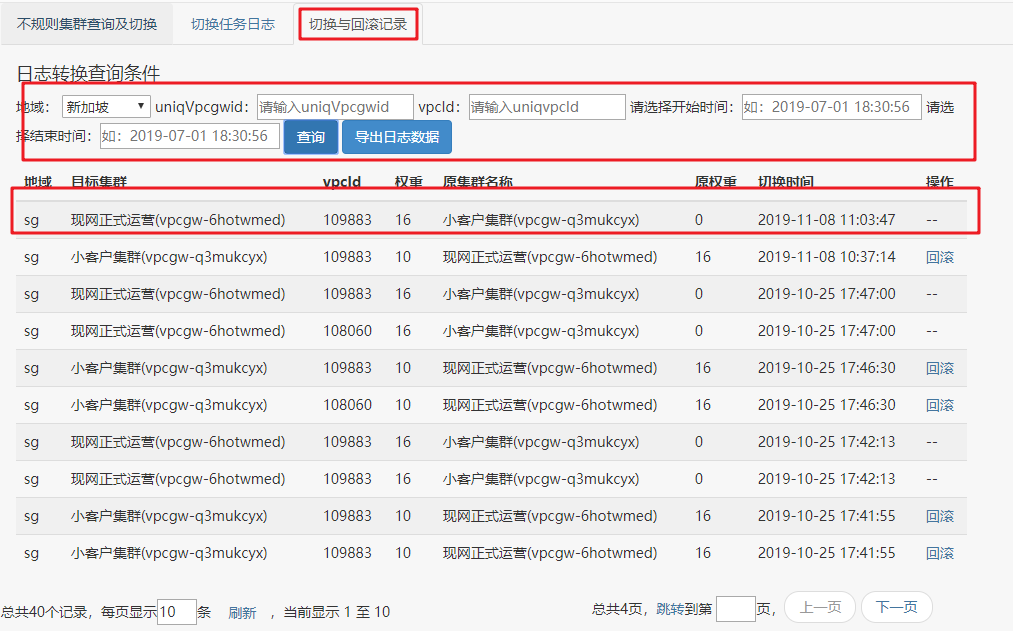 不规则集群查询及切换 切换任务日志 切换与回滚记录
日志转换查询条件
地域： 新加坡 uniqVpcgwid： 请输入uniqVpcgwid vpcId： 请输入uniqvpcId 请选择开始时间： 如：2019-07-01 18:30:56 请选
择结束时间： 如：2019-07-01 18:30:56 查询 导出日志数据
地域 目标集群 vpcId 权重 原集群名称 原权重 切换时间 操作
sg 现网正式运营(vpcgw-6hotwmed) 109883 16 小客户集群(vpcgw-q3mukcyx) 0 2019-11-08 11:03:47 --
sg 小客户集群(vpcgw-q3mukcyx) 109883 10 现网正式运营(vpcgw-6hotwmed) 16 2019-11-08 10:37:14 回滚
sg 现网正式运营(vpcgw-6hotwmed) 109883 16 小客户集群(vpcgw-q3mukcyx) 0 2019-10-25 17:47:00 --
sg 现网正式运营(vpcgw-6hotwmed) 108060 16 小客户集群(vpcgw-q3mukcyx) 0 2019-10-25 17:47:00 --
sg 小客户集群(vpcgw-q3mukcyx) 109883 10 现网正式运营(vpcgw-6hotwmed) 16 2019-10-25 17:46:30 回滚
sg 小客户集群(vpcgw-q3mukcyx) 108060 10 现网正式运营(vpcgw-6hotwmed) 16 2019-10-25 17:46:30 回滚
sg 现网正式运营(vpcgw-6hotwmed) 109883 16 小客户集群(vpcgw-q3mukcyx) 0 2019-10-25 17:42:13 --
sg 现网正式运营(vpcgw-6hotwmed) 109883 16 小客户集群(vpcgw-q3mukcyx) 0 2019-10-25 17:42:13 --
sg 小客户集群(vpcgw-q3mukcyx) 109883 10 现网正式运营(vpcgw-6hotwmed) 16 2019-10-25 17:41:55 回滚
sg 小客户集群(vpcgw-q3mukcyx) 109883 10 现网正式运营(vpcgw-6hotwmed) 16 2019-10-25 17:41:55 回滚
总共40个记录，每页显示 10 条 刷新 ，当前显示 1 至 10 总共4页，跳转到第 页， 上一页 下一页